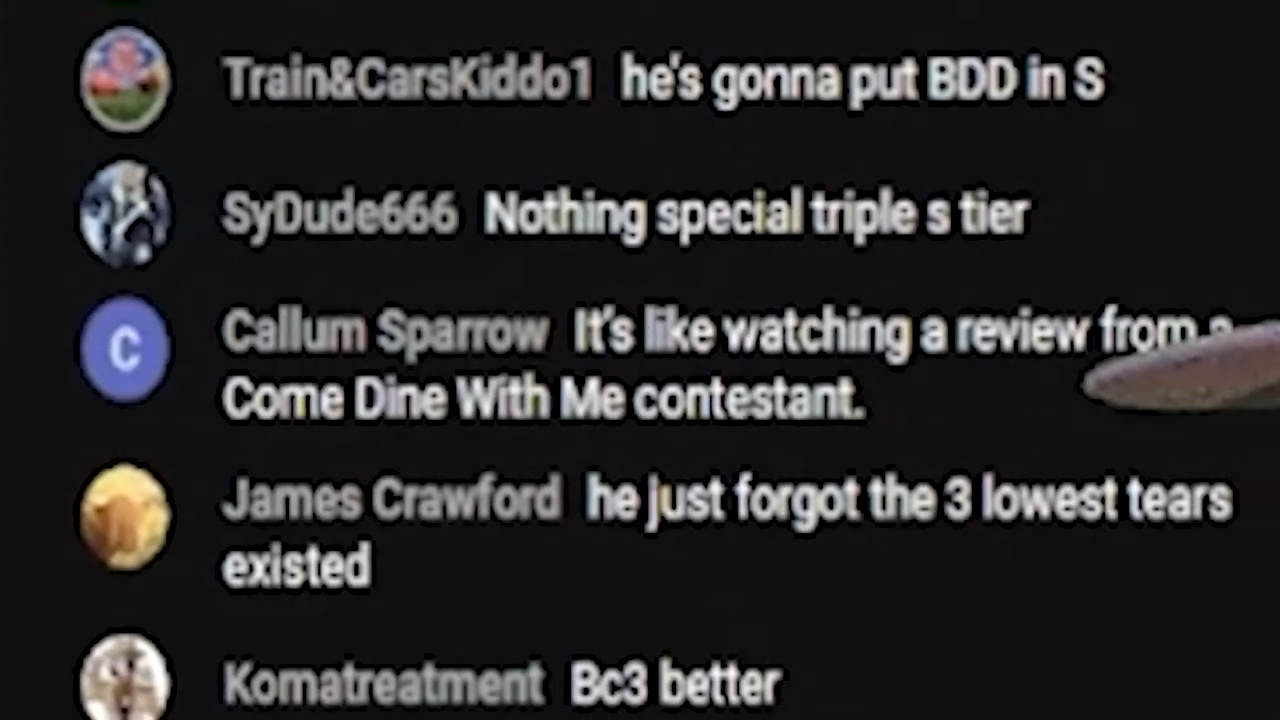 Train&CarsKiddo1 he's gonna put BDD in S
SyDude666 Nothing special triple s tier
C
Callum Sparrow It's like watching a review from a
Come Dine With Me contestant.
James Crawford he just forgot the 3 lowest tears
existed
Komatreatment Bc3 better